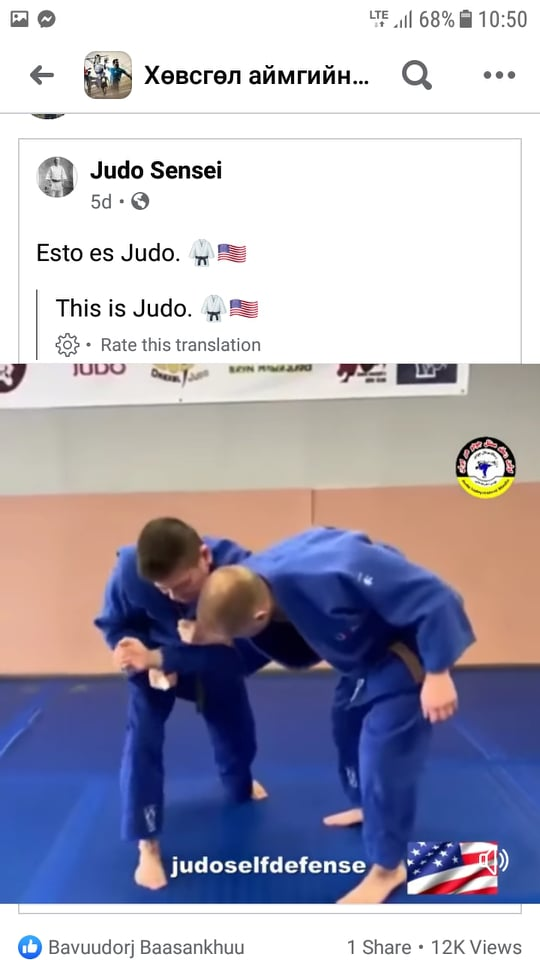 LTE 68% 10:50
Хөвсгөл аймгийн...
Judo Sensei
5d
Esto es Judo.
This is Judo.
Rate this translation
JUDO
judoselfdefense
Bavuudorj Baasankhuu
1 Share • 12K Views